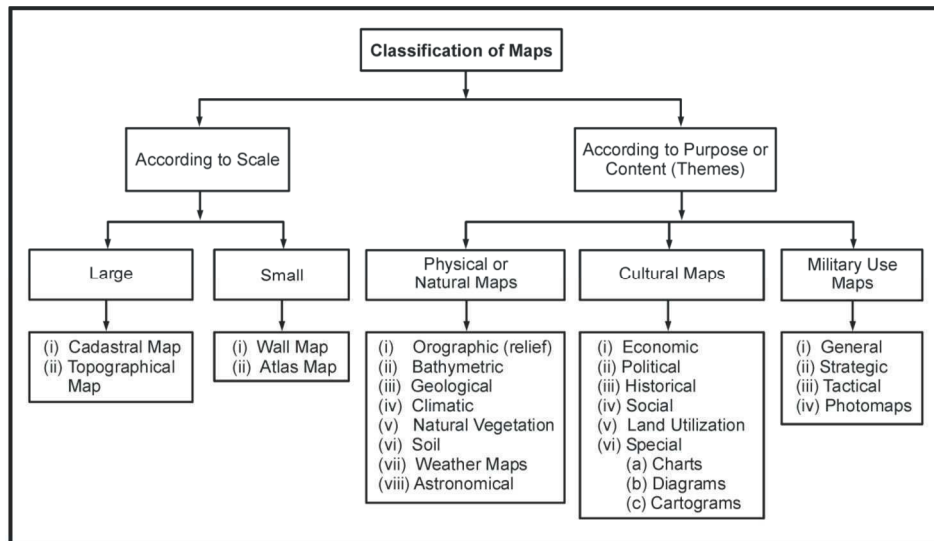 Classification of Maps
According to Scale
According to Purpose or
Content (Themes)
Large
Small
Physical or
Natural Maps
Cultural Maps
Military Use
Maps
(i) Cadastral Map
(ii) Topographical
Map
(i) Wall Map
(ii) Atlas Map
(i) Orographic (relief)
(ii) Bathymetric
(iii) Geological
(iv) Climatic
(v) Natural Vegetation
(vi) Soil
(vii) Weather Maps
(viii) Astronomical
(i) Economic
(ii) Political
(iii) Historical
(iv) Social
(v) Land Utilization
(vi) Special
(a) Charts
(b) Diagrams
(c) Cartograms
(i) General
(ii) Strategic
(iii) Tactical
(iv) Photomaps